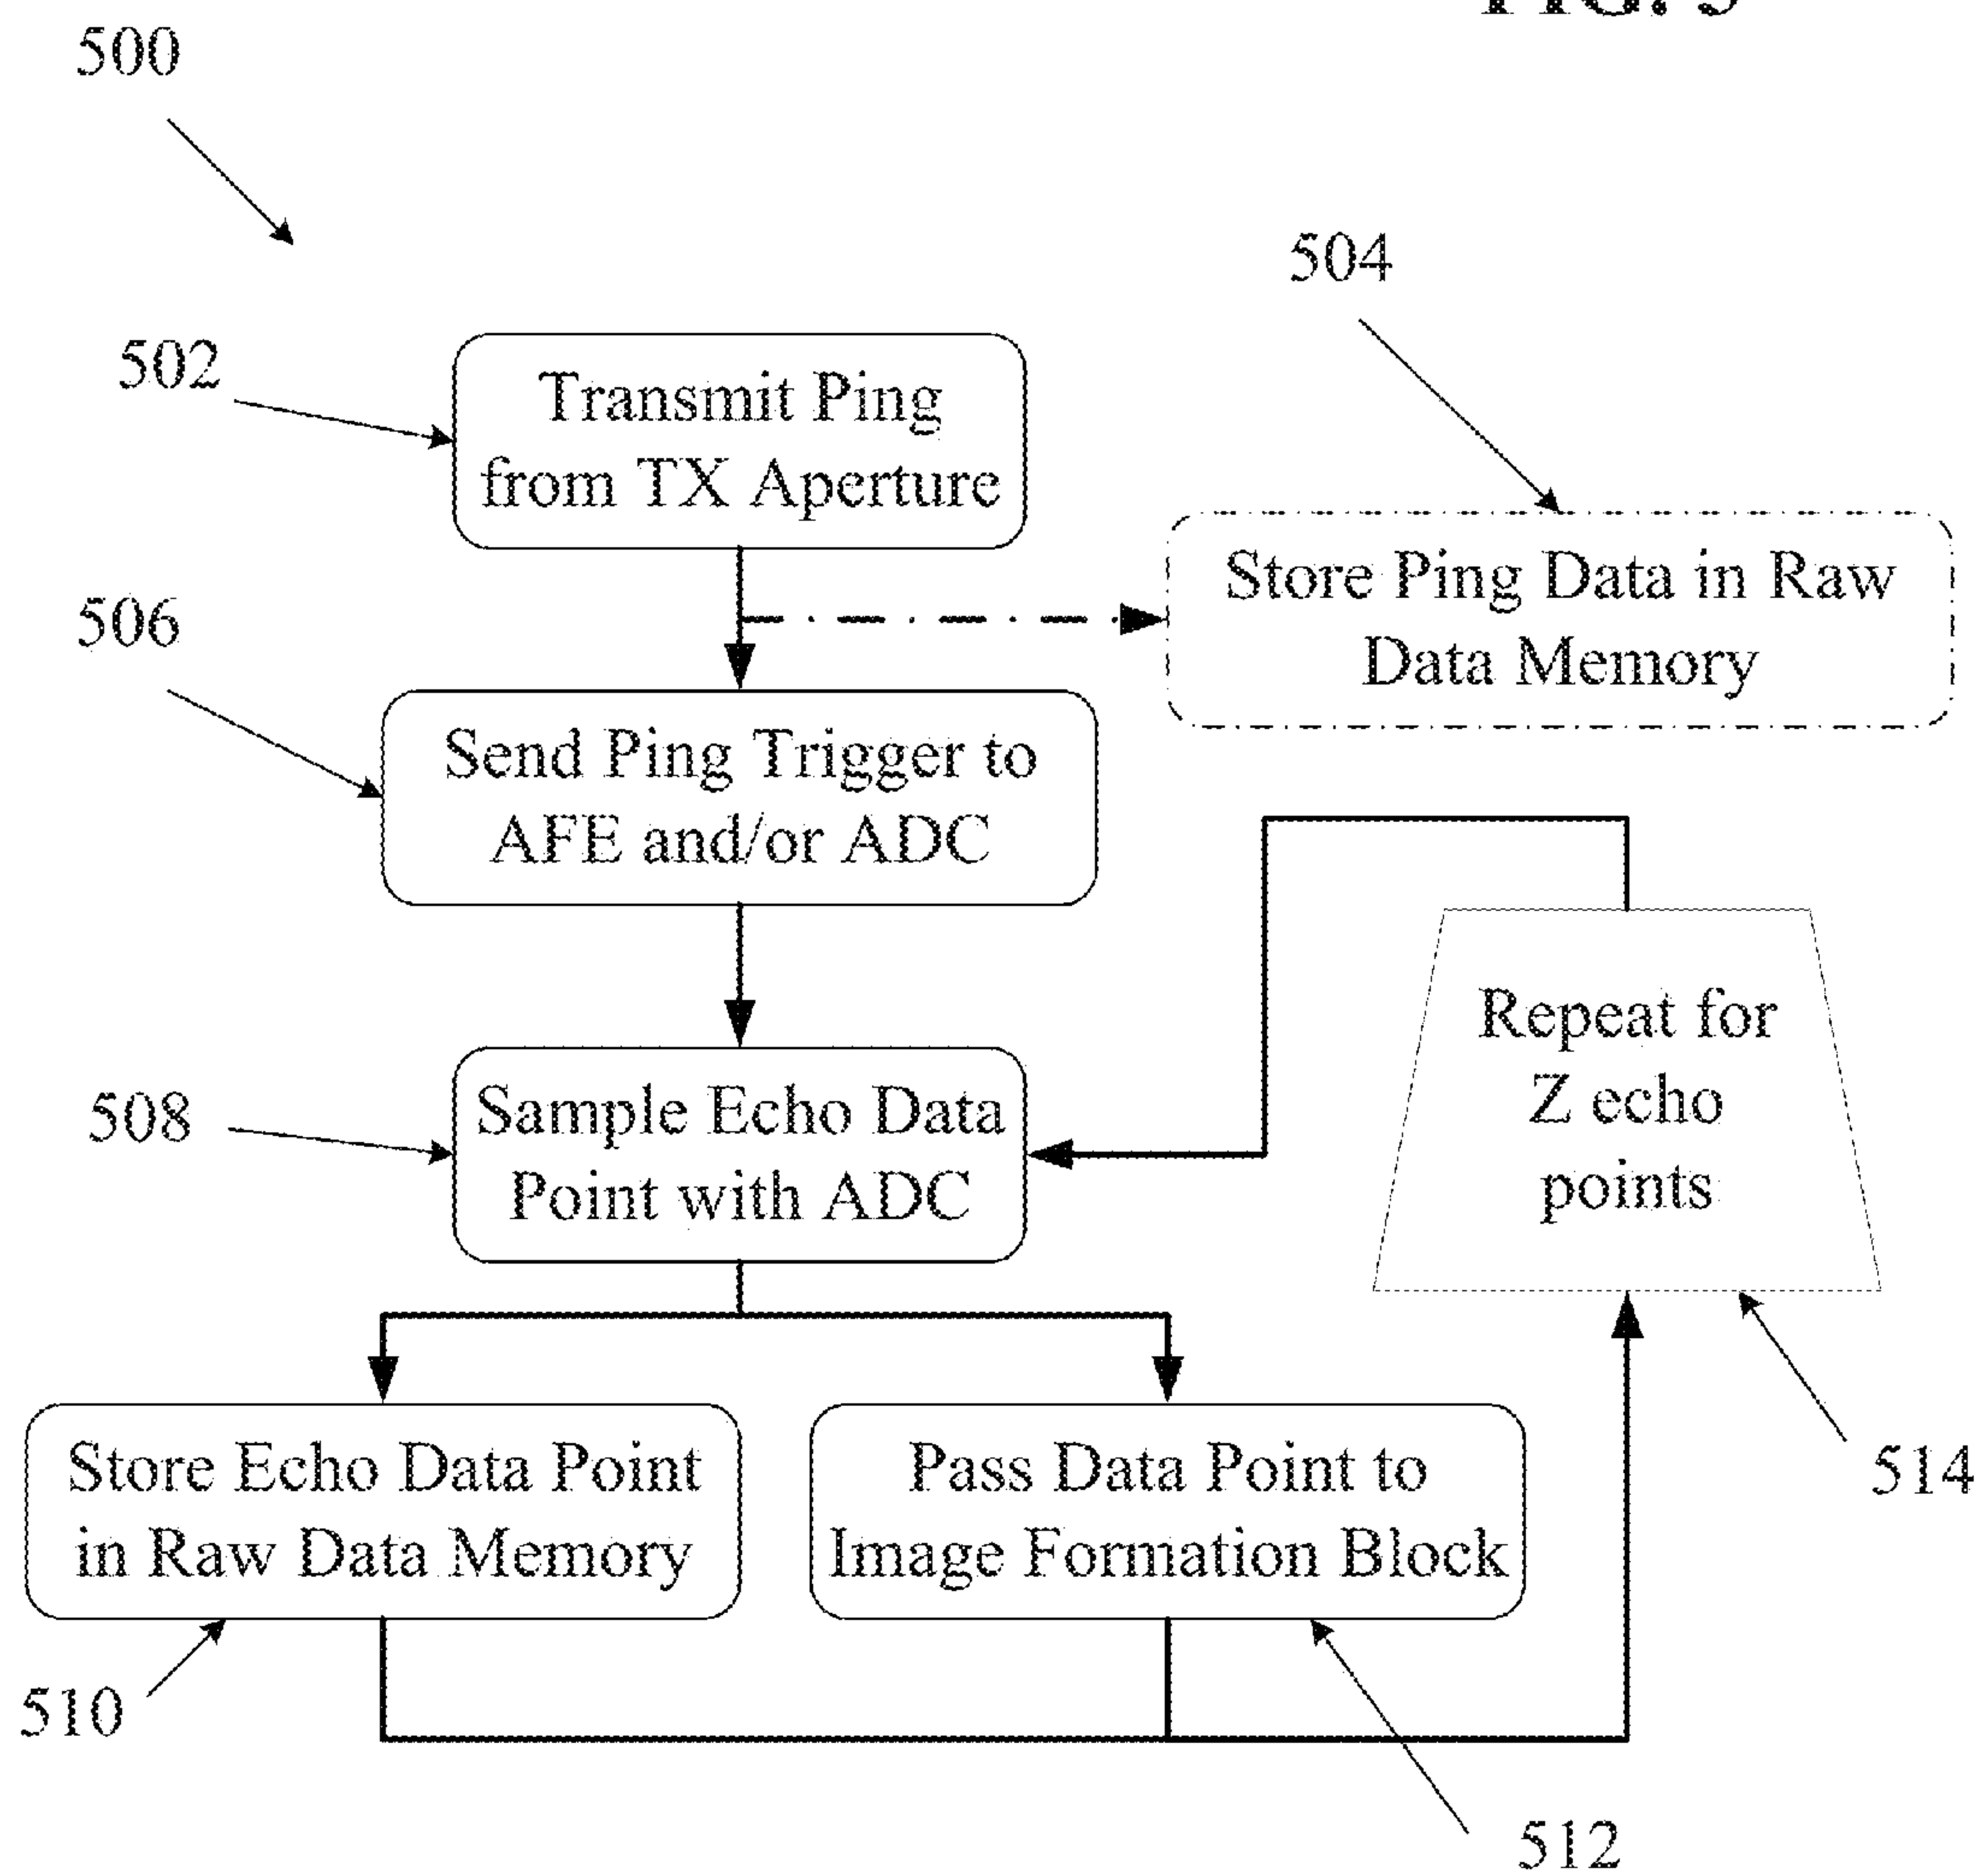 FIG. 5
500
504
502
Transmit Ping
from TX Aperture
Store Ping Data in Raw
Data Memory
506
Send Ping Trigger to
AFE and/or ADC
Repeat for
Z echo
points
508
Sample Echo Data
Point with ADC
Store Echo Data Point
in Raw Data Memory
Pass Data Point to
Image Formation Block
514
510
512